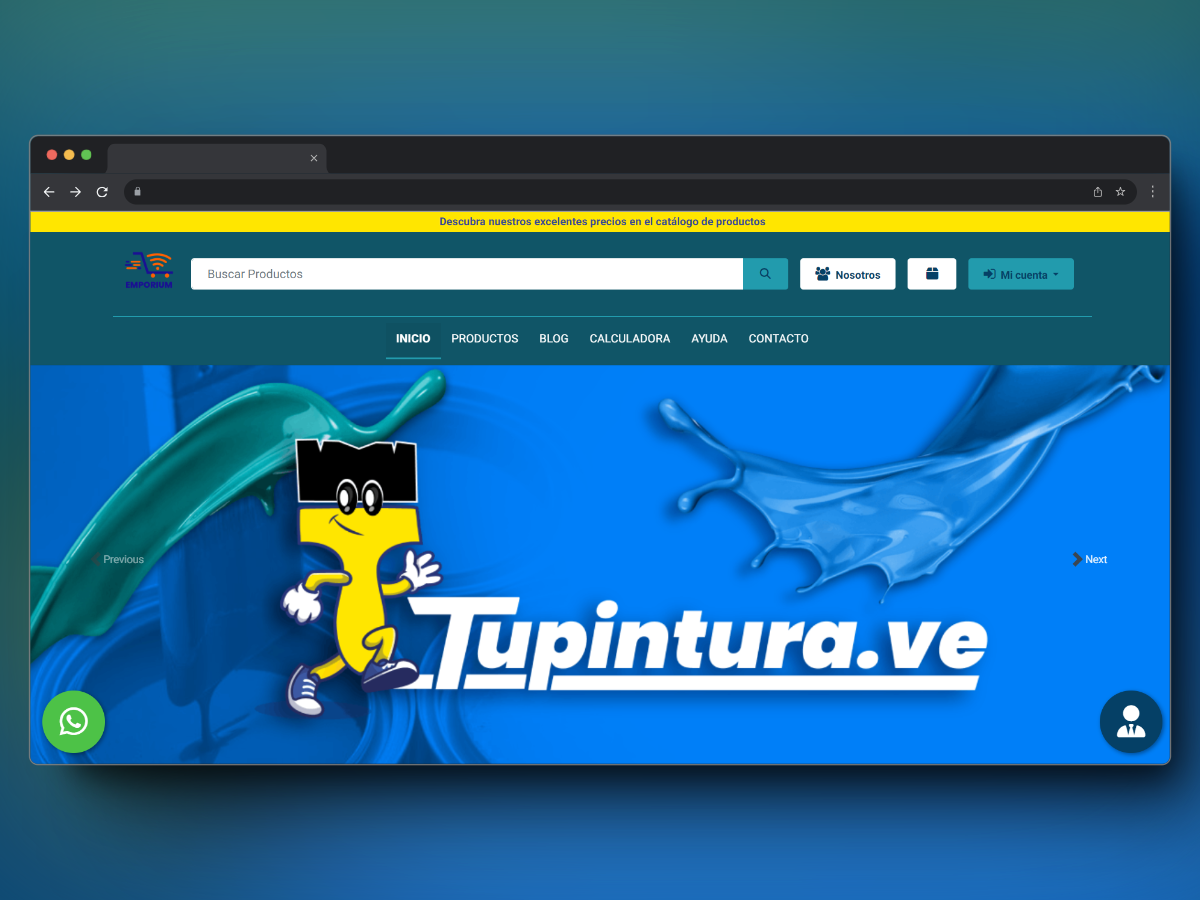 Descubra nuestros excelentes precios en el catálogo de productos
EMPORIUM
Buscar Productos
Nosotros
Mi cuenta
INICIO PRODUCTOS BLOG CALCULADORA AYUDA CONTACTO
Previous
Next
Tupintura.ve